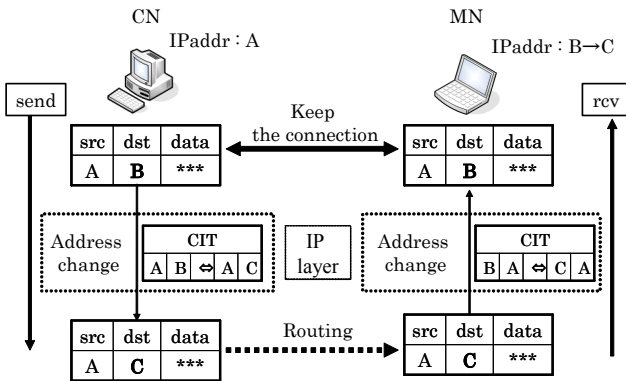 CN
MN
IPaddr : A
IPaddr : B→C
send
rcv
Keep
the connection
src dst data
A B ***
src dst data
A B ***
Address
change
CIT
A B ⇔ A C
IP
layer
Address
change
CIT
B A ⇔ C A
src dst data
A C ***
Routing
src dst data
A C ***